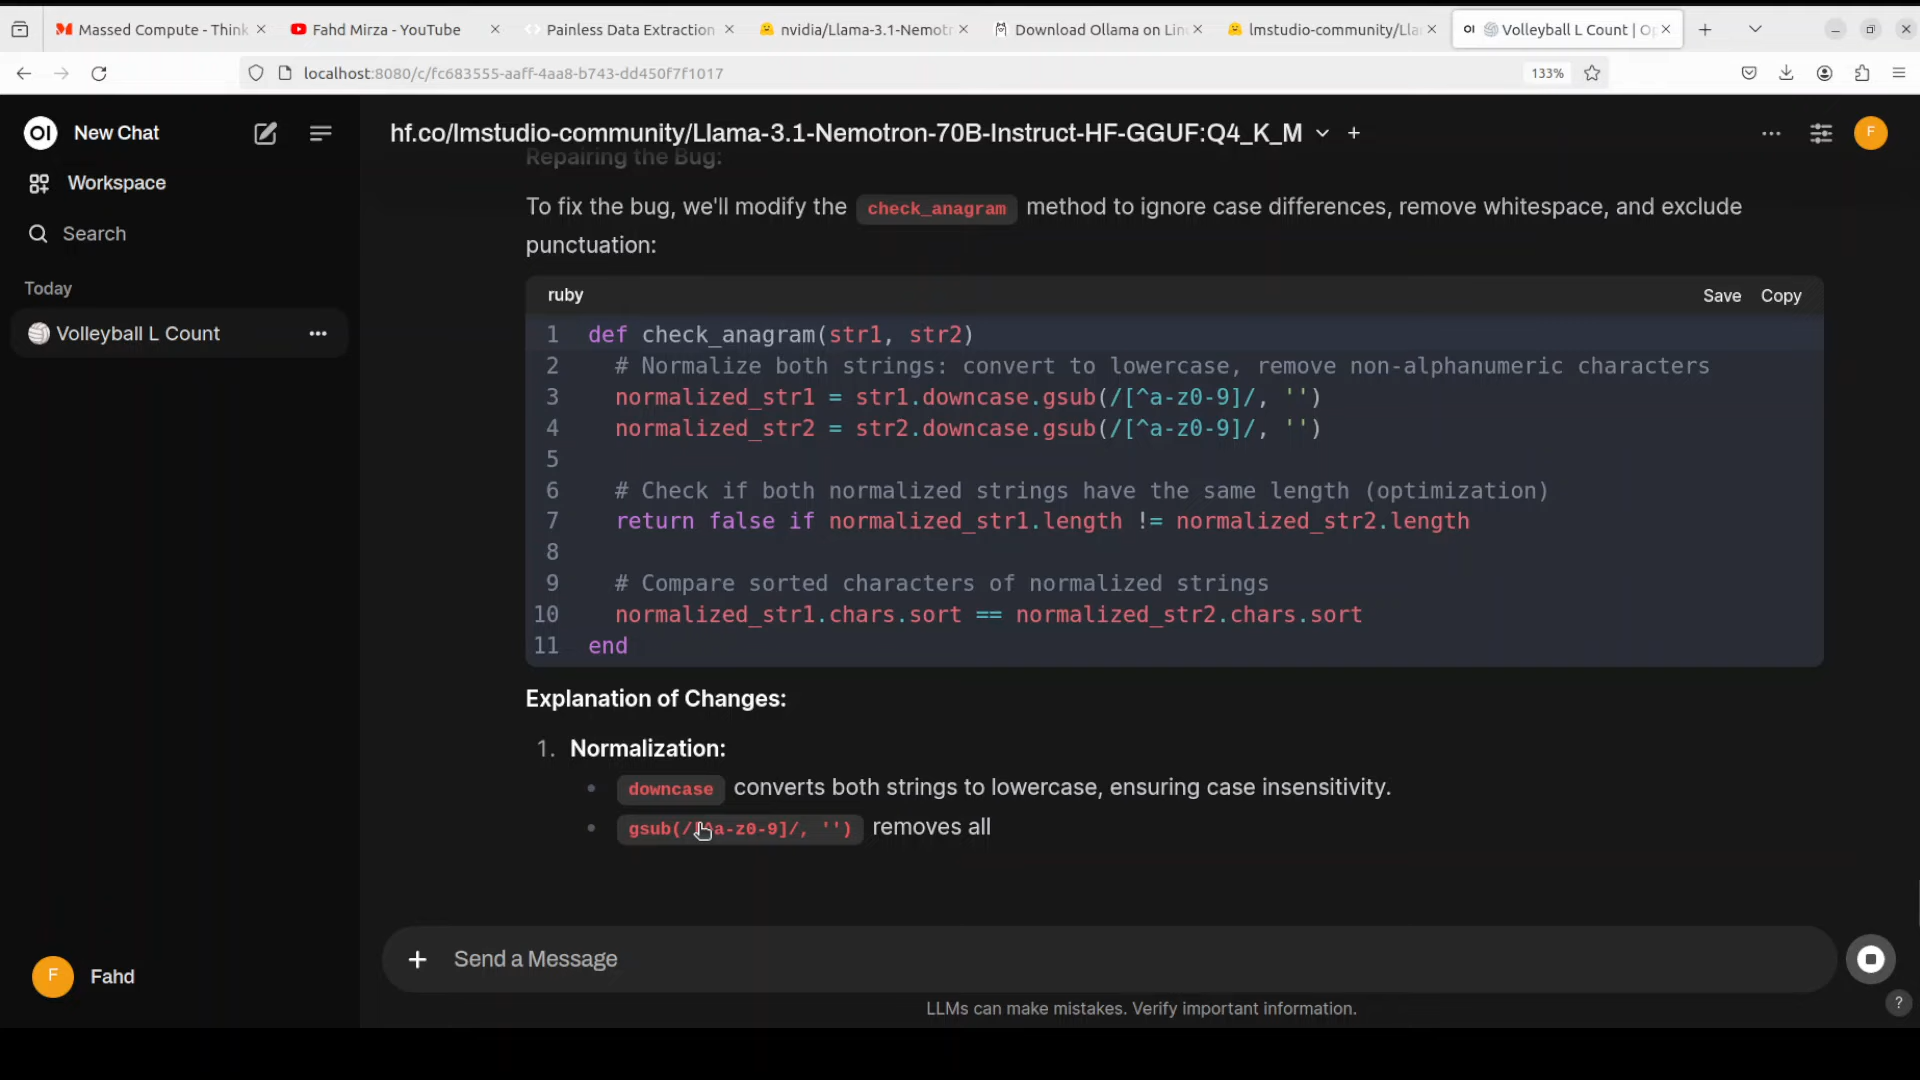 Massed Compute - Think
Fahd Mirza - YouTube
Painless Data Extraction
nvidia/Llama-3.1-Nemotr
Download Ollama on Lin
lmstudio-community/Lla
OI Volleyball L Count | Op
localhost:8080/c/fc683555-aaff-4aa8-b743-dd450f7f1017
133%
OI New Chat
hf.co/lmstudio-community/Llama-3.1-Nemotron-70B-Instruct-HF-GGUF:Q4_K_M
F
Workspace
Search
Today
Volleyball L Count
F Fahd
Repairing the Bug:
To fix the bug, we'll modify the check_anagram method to ignore case differences, remove whitespace, and exclude
punctuation:
ruby
Save Copy
1 def check_anagram(str1, str2)
2 # Normalize both strings: convert to lowercase, remove non-alphanumeric characters
3 normalized_str1 = str1.downcase.gsub(/[^a-z0-9]/, '')
4 normalized_str2 = str2.downcase.gsub(/[^a-z0-9]/, '')
5
6 # Check if both normalized strings have the same length (optimization)
7 return false if normalized_str1.length != normalized_str2.length
8
9 # Compare sorted characters of normalized strings
10 normalized_str1.chars.sort == normalized_str2.chars.sort
11 end
Explanation of Changes:
1. Normalization:
downcase converts both strings to lowercase, ensuring case insensitivity.
gsub(/[^a-z0-9]/, '') removes all
Send a Message
LLMs can make mistakes. Verify important information.
?